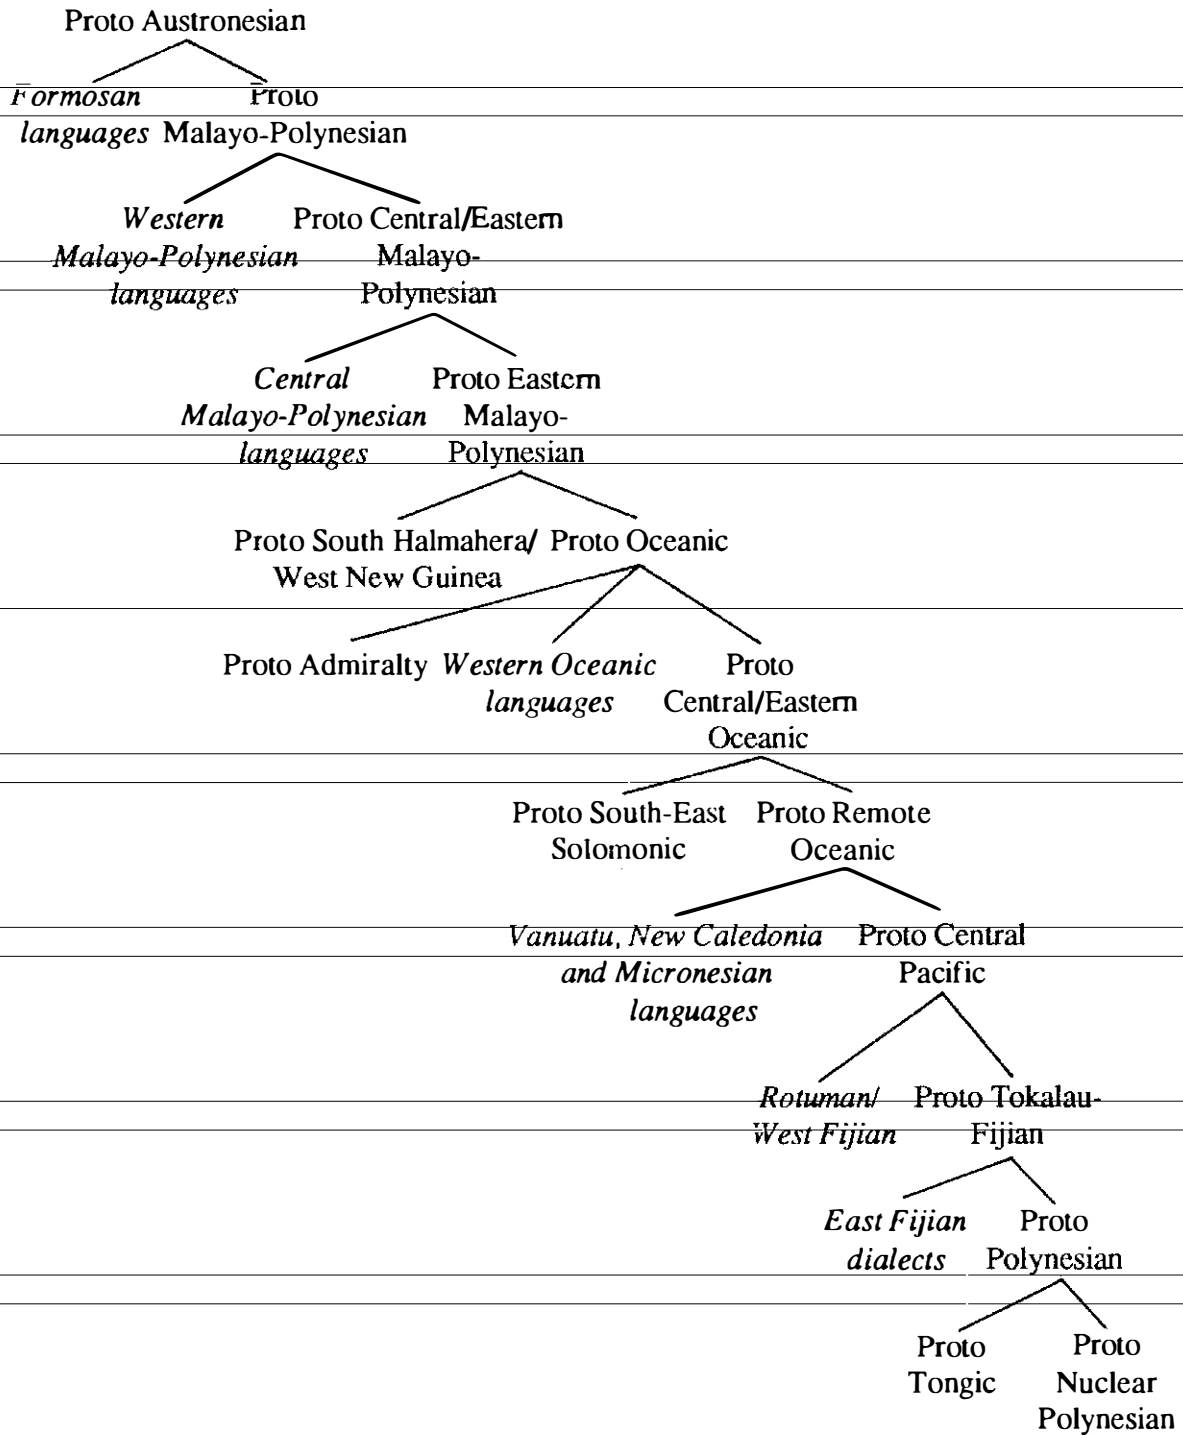 Proto Austronesian
Formosan Proto
languages Malayo-Polynesian
Western Proto Central/Eastern
Malayo-Polynesian Malayo-
languages Polynesian
Central Proto Eastern
Malayo-Polynesian Malayo-
languages Polynesian
Proto South Halmahera/ Proto Oceanic
West New Guinea
Proto Admiralty Western Oceanic Proto
languages Central/Eastern
Oceanic
Proto South-East Proto Remote
Solomonic Oceanic
Vanuatu, New Caledonia Proto Central
and Micronesian Pacific
languages
Rotuman/ Proto Tokalau-
West Fijian Fijian
East Fijian Proto
dialects Polynesian
Proto Proto
Tongic Nuclear
Polynesian